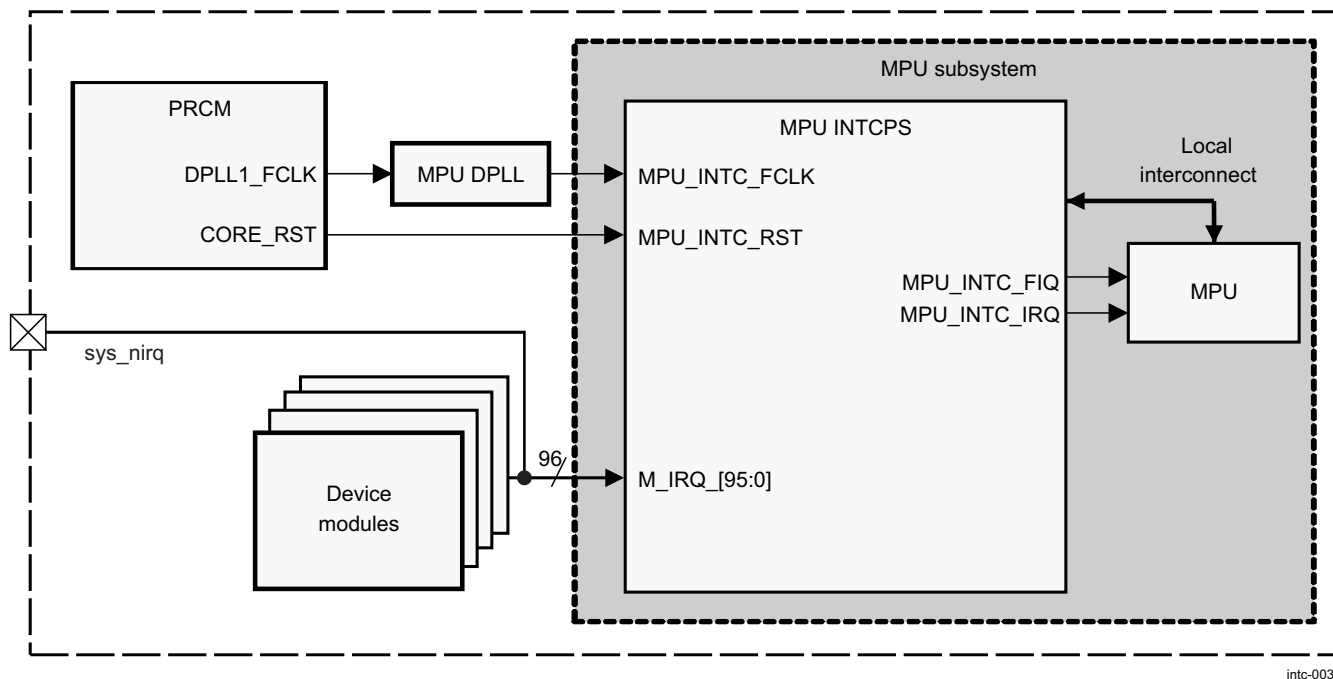 MPU subsystem
PRCM
DPLL1_FCLK
CORE_RST
MPU DPLL
MPU INTCPS
MPU_INTC_FCLK
MPU_INTC_RST
Local
interconnect
MPU_INTC_FIQ
MPU_INTC_IRQ
MPU
sys_nirq
96
M_IRQ_[95:0]
Device
modules
intc-003